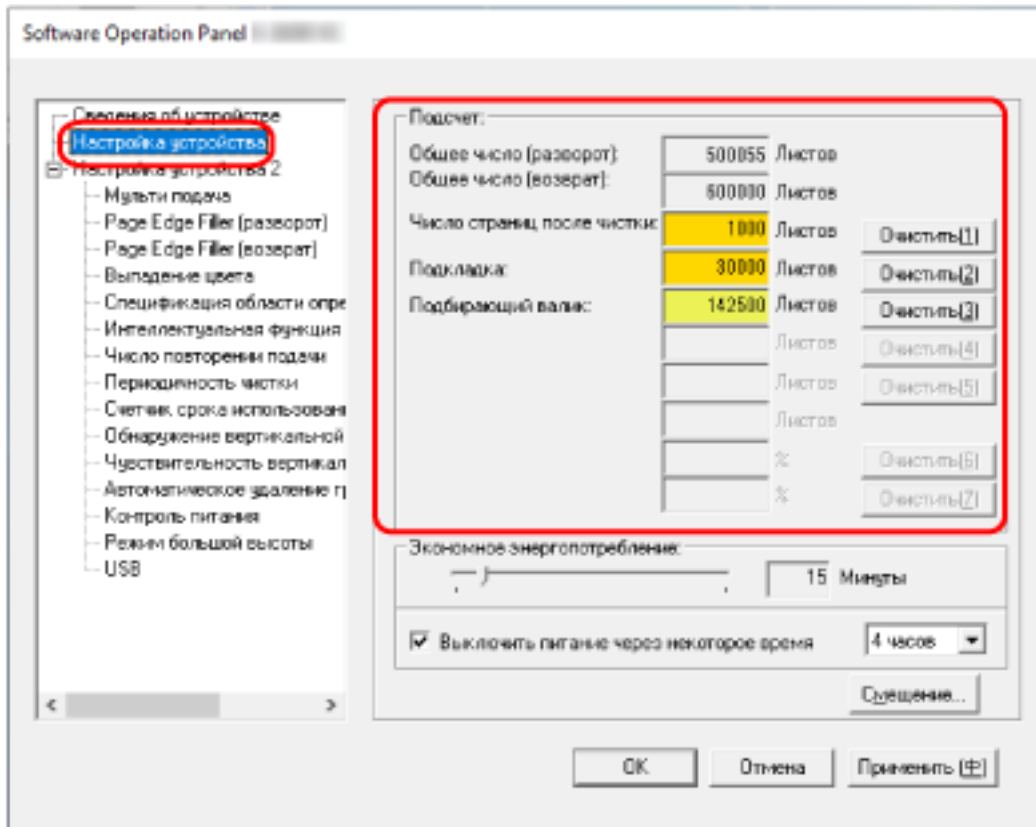 Software Operation Panel
Сведения об устройстве
Настройка устройства
Настройка устройства 2
Мульти подача
Page Edge Filler (разворот)
Page Edge Filler (возврат)
Выпадение цвета
Спецификация области опре
Интеллектуальная функция
Число повторении подачи
Периодичность чистки
Счетчик срока использовани
Обнаружение вертикальной
Чувствительность вертикал
Автоматическое удаление г
Контроль питания
Режим большой высоты
USB
Подсчет:
Общее число (разворот): 500055 Листов
Общее число (возврат): 600000 Листов
Число страниц после чистки: 1000 Листов Очистить(1)
Подкладка: 30000 Листов Очистить(2)
Подбирающий валик: 142500 Листов Очистить(3)
Листов Очистить(4)
Листов Очистить(5)
Листов
% Очистить(6)
% Очистить(7)
Экономное энергопотребление:
15 Минуты
Выключить питание через некоторое время 4 часов
Смещение...
OK Отмена Применить (中)